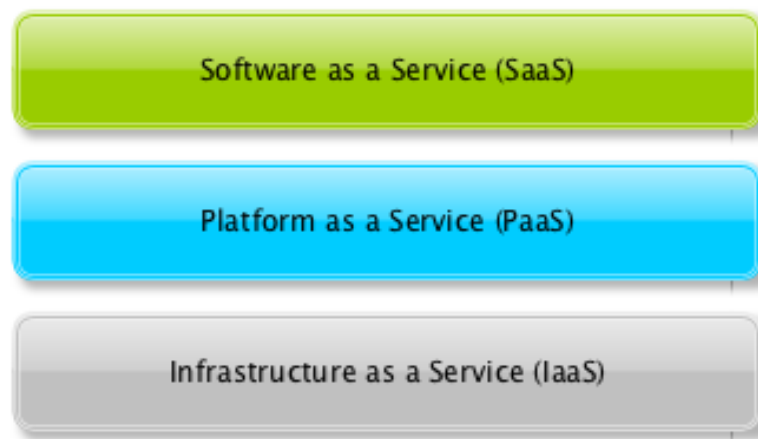 Software as a Service (SaaS)
Platform as a Service (PaaS)
Infrastructure as a Service (IaaS)